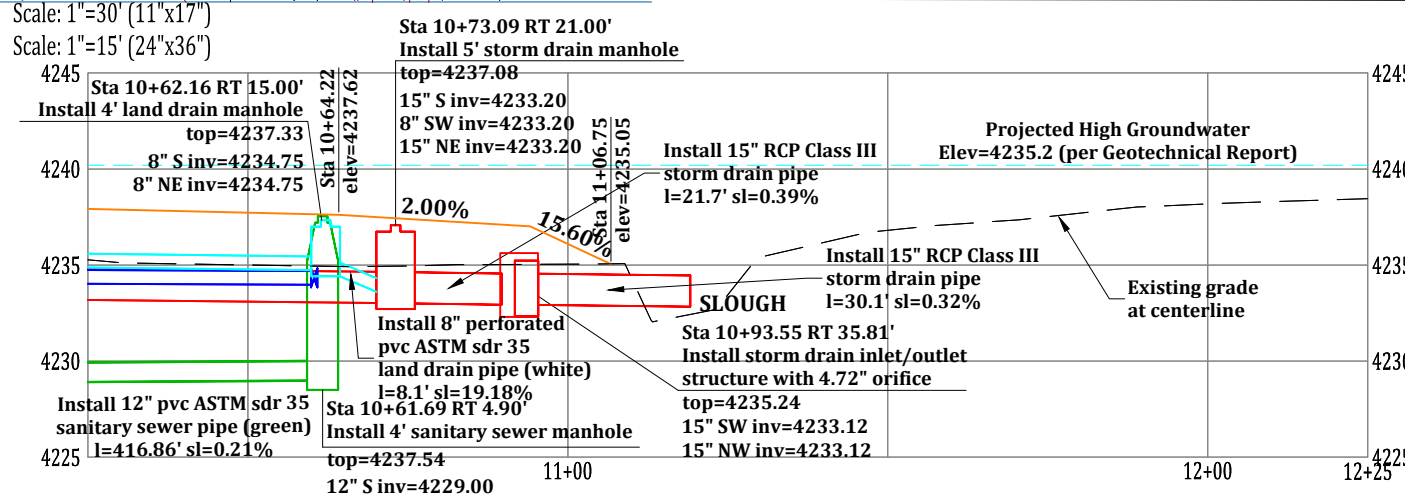 Scale: 1"=30' (11"x17")
Scale: 1"=15' (24"x36")
4245
4240
4235
4230
4225
Sta 10+62.16 RT 15.00'
Install 4' land drain manhole
top=4237.33
8" S inv=4234.75
8" NE inv=4234.75
Sta 10+64.22
elev=4237.62
Sta 10+73.09 RT 21.00'
Install 5' storm drain manhole
top=4237.08
15" S inv=4233.20
8" SW inv=4233.20
15" NE inv=4233.20
2.00%
15.60%
Sta 11+06.75
elev=4235.05
Install 15" RCP Class III
storm drain pipe
l=21.7' sl=0.39%
Projected High Groundwater
Elev=4235.2 (per Geotechnical Report)
Install 15" RCP Class III
storm drain pipe
l=30.1' sl=0.32%
Existing grade
at centerline
SLOUGH
Sta 10+93.55 RT 35.81'
Install storm drain inlet/outlet
structure with 4.72" orifice
top=4235.24
15" SW inv=4233.12
15" NW inv=4233.12
Install 8" perforated
pvc ASTM sdr 35
land drain pipe (white)
l=8.1' sl=19.18%
Install 12" pvc ASTM sdr 35
sanitary sewer pipe (green)
l=416.86' sl=0.21%
Sta 10+61.69 RT 4.90'
Install 4' sanitary sewer manhole
top=4237.54
12" S inv=4229.00
11+00
12+00
12+25
4245
4240
4235
4230
4225